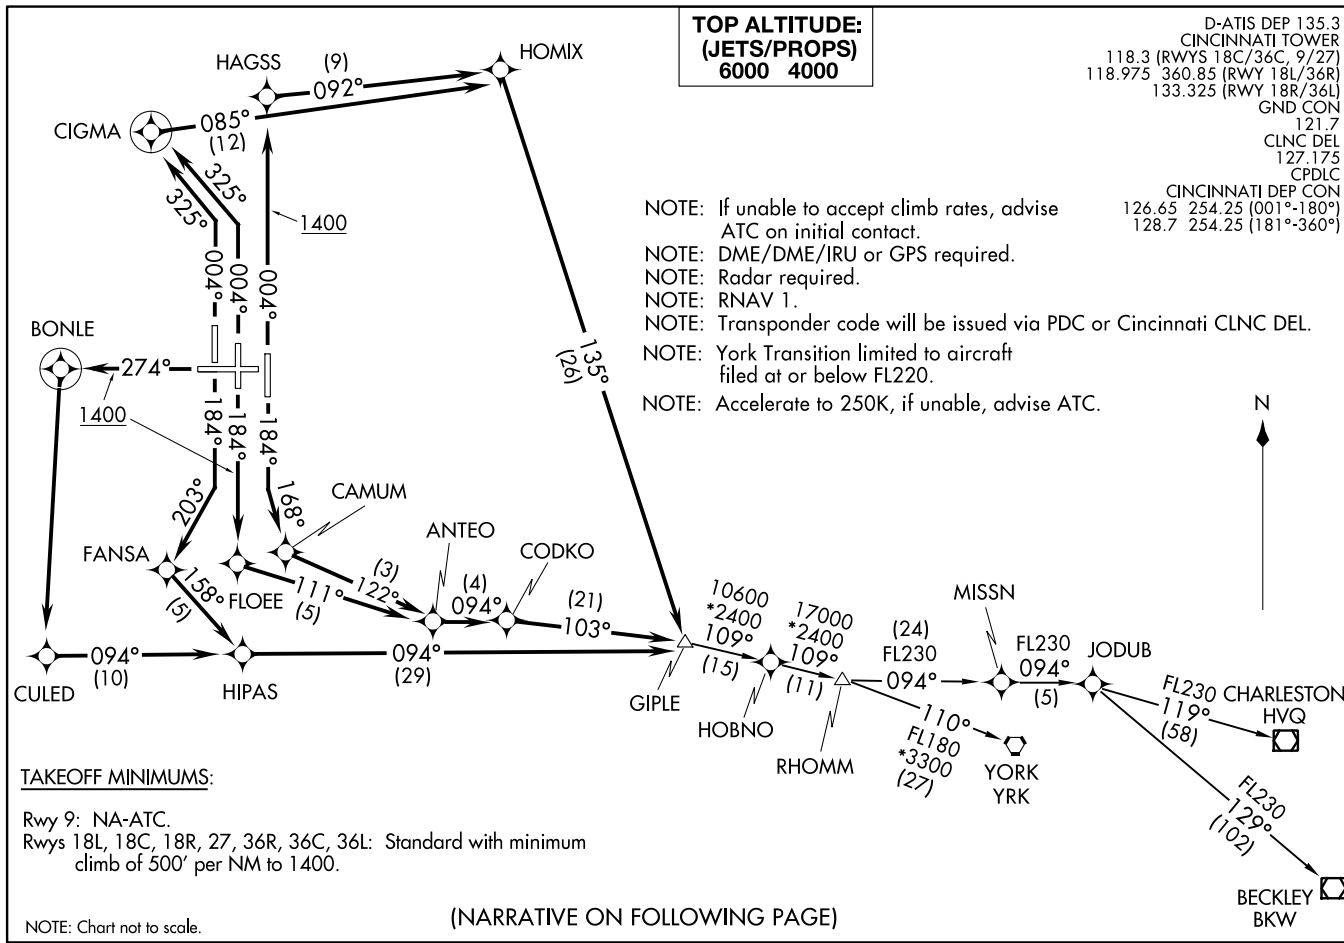 TOP ALTITUDE:
(JETS/PROPS)
6000 4000
D-ATIS DEP 135.3
CINCINNATI TOWER
118.3 (RWYS 18C/36C, 9/27)
118.975 360.85 (RWY 18L/36R)
133.325 (RWY 18R/36L)
GND CON
121.7
CLNC DEL
127.175
CPDLC
CINCINNATI DEP CON
126.65 254.25 (001°-180°)
128.7 254.25 (181°-360°)
HAGSS
(9)
092°
HOMIX
CIGMA
085°
(12)
325°
325°
1400
004°
004°
004°
135°
(26)
NOTE: If unable to accept climb rates, advise
ATC on initial contact.
NOTE: DME/DME/IRU or GPS required.
NOTE: Radar required.
NOTE: RNAV 1.
NOTE: Transponder code will be issued via PDC or Cincinnati CLNC DEL.
NOTE: York Transition limited to aircraft
filed at or below FL220.
NOTE: Accelerate to 250K, if unable, advise ATC.
N
BONLE
274°
1400
184°
184°
184°
203°
168°
CAMUM
ANTEO
CODKO
FANSA
158°
(5)
FLOEE
111°
(5)
(3)
122°
(4)
094°
(21)
103°
CULED
094°
(10)
HIPAS
094°
(29)
GIPLE
10600
*2400
109°
(15)
HOBNO
17000
*2400
109°
(11)
RHOMM
(24)
FL230
094°
MISSN
FL230
094°
(5)
JODUB
110°
FL180
*3300
(27)
YORK
YRK
FL230
119°
(58)
CHARLESTON
HVQ
FL230
129°
(102)
BECKLEY
BKW
TAKEOFF MINIMUMS:
Rwy 9: NA-ATC.
Rwys 18L, 18C, 18R, 27, 36R, 36C, 36L: Standard with minimum
climb of 500' per NM to 1400.
NOTE: Chart not to scale.
(NARRATIVE ON FOLLOWING PAGE)